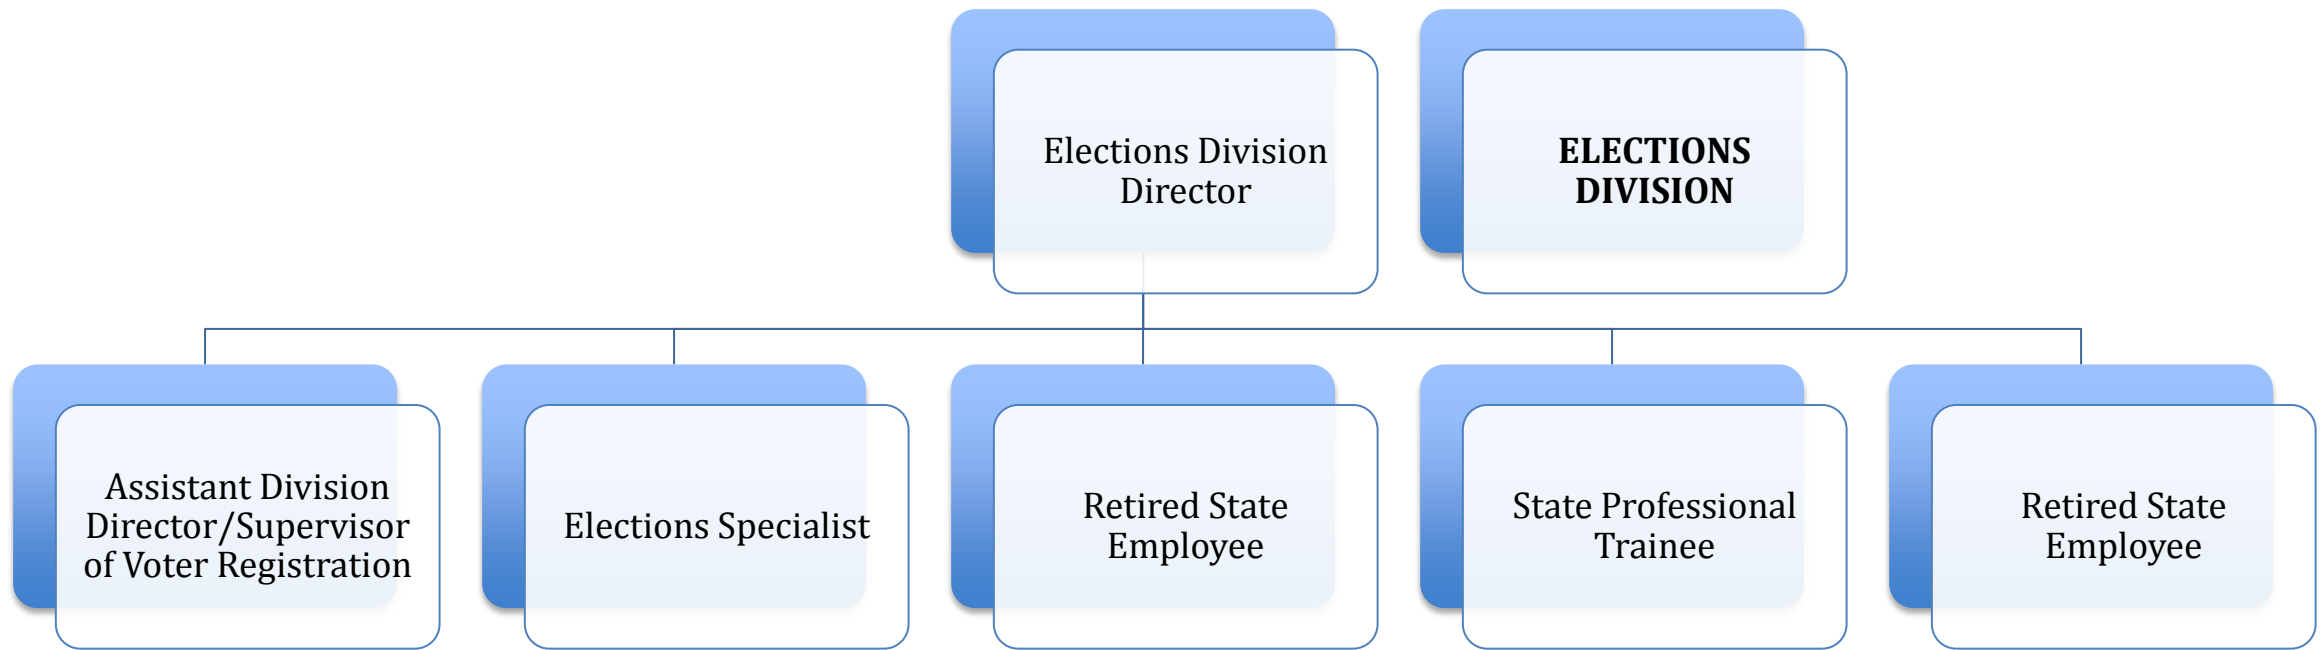 Elections Division
Director
ELECTIONS
DIVISION
Assistant Division
Director/Supervisor
of Voter Registration
Elections Specialist
Retired State
Employee
State Professional
Trainee
Retired State
Employee